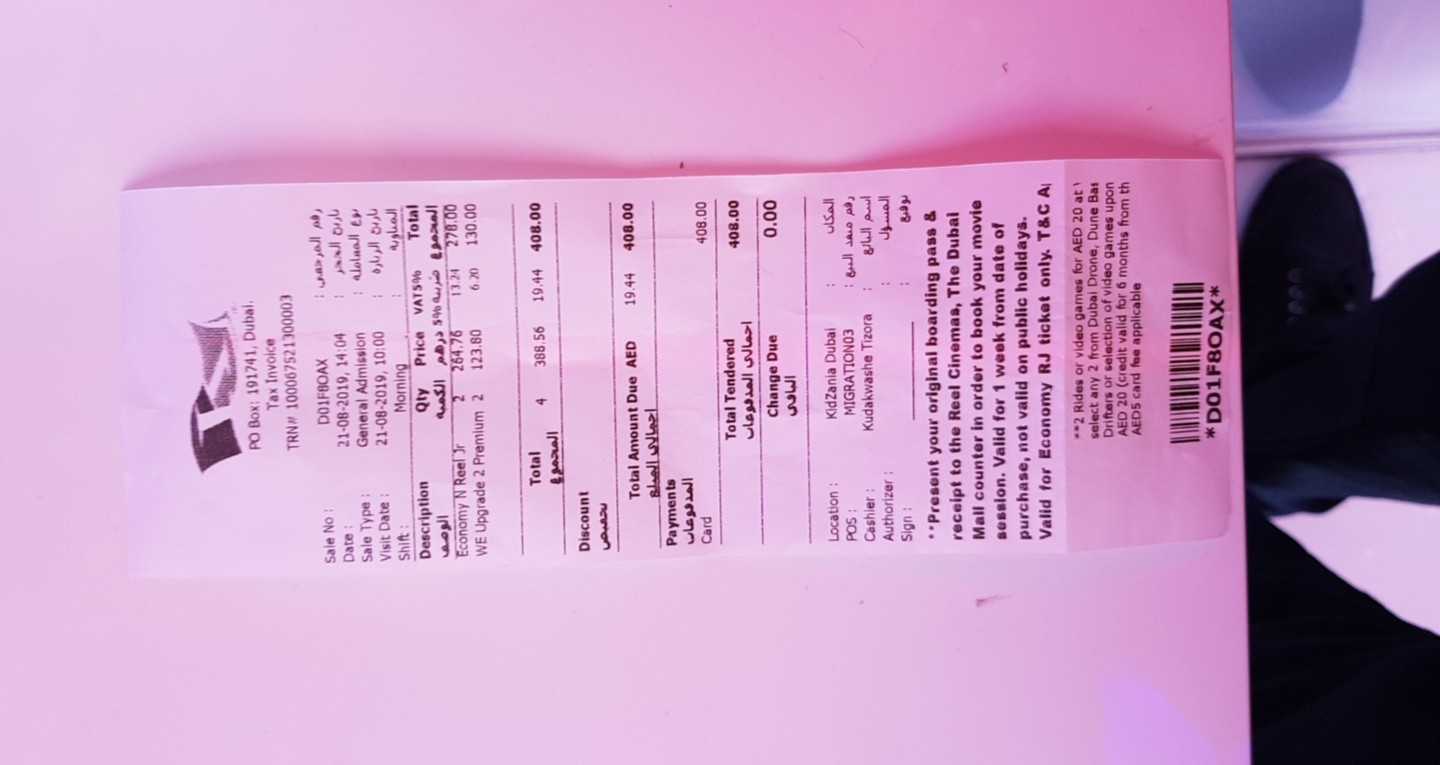 PO Box: 191741, Dubai.
Tax Invoice
TRN# 100067521300003
Sale No : D01F8OAX : رقم المرجعي
Date : 21-08-2019, 14:04 :
Sale Type : General Admission : نوع المعاملة
Visit Date : 21-08-2019, 10:00 : تاريخ الزيارة
Shift : Morning : المناوبة
Description Qty Price VAT5% Total
الوصف الكمية درهم ضريبة 5% المجموع
Economy N Reel Jr 2 264.76 13.24 278.00
WE Upgrade 2 Premium 2 123.80 6.20 130.00
Total 4 388.56 19.44 408.00
المجموع
Discount
Total Amount Due AED 19.44 408.00
اجمالي المبلغ
Payments
المدفوعات
Card 408.00
Total Tendered 408.00
اجمالي المدفوعات
Change Due 0.00
الباقي
Location : KidZania Dubai : المكان
POS : MIGRATION03 : رقم منفذ البيع
Cashier : Kudakwashe Tizora : اسم البائع
Authorizer : : المسؤول
Sign : : توقيع
**Present your original boarding pass &
receipt to the Reel Cinemas, The Dubai
Mall counter in order to book your movie
session. Valid for 1 week from date of
purchase, not valid on public holidays.
Valid for Economy RJ ticket only. T&C
**2 Rides or video games for AED 20 at
select any 2 from Dubai Drone, Dune Bas
Drifters or selection of video games upon
AED 20 (credit valid for 6 months from th
AED5 card fee applicable
*D01F8OAX*